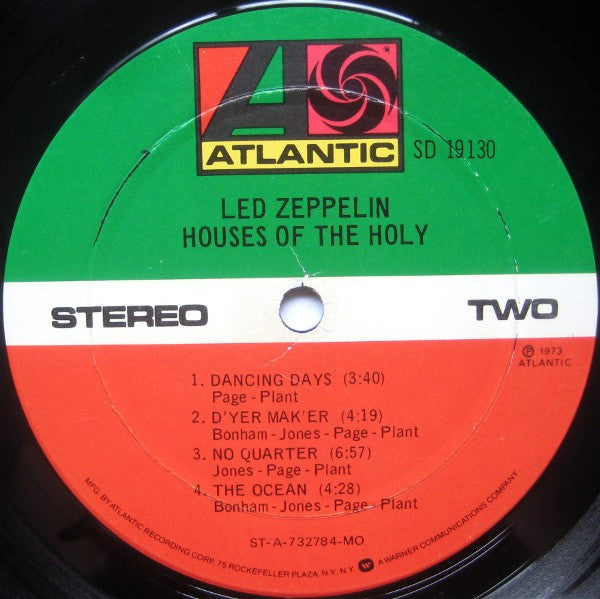 ATLANTIC
SD 19130
LED ZEPPELIN
HOUSES OF THE HOLY
STEREO
TWO
℗ 1973
ATLANTIC
1. DANCING DAYS (3:40)
Page - Plant
2. D'YER MAK'ER (4:19)
Bonham - Jones - Page - Plant
3. NO QUARTER (6:57)
Jones - Page - Plant
4. THE OCEAN (4:28)
Bonham - Jones - Page - Plant
ST-A-732784-MO
MFG. BY ATLANTIC RECORDING CORP. 75 ROCKEFELLER PLAZA, N.Y. N.Y. W A WARNER COMMUNICATIONS COMPANY